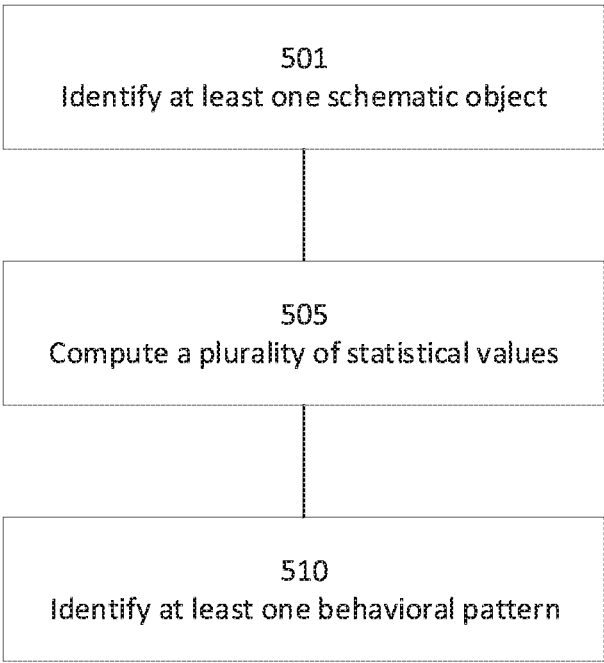 501
Identify at least one schematic object
505
Compute a plurality of statistical values
510
Identify at least one behavioral pattern